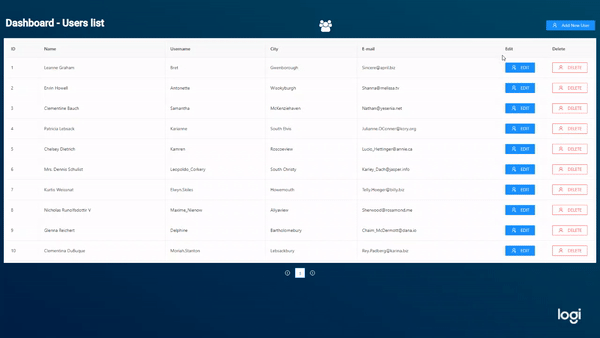 Dashboard - Users list
Add New User
ID Name Username City E-mail Edit Delete
1 Leanne Graham Bret Gwenborough Sincere@april.biz EDIT DELETE
2 Ervin Howell Antonette Wisokyburgh Shanna@melissa.tv EDIT DELETE
3 Clementine Bauch Samantha McKenziehaven Nathan@yesenia.net EDIT DELETE
4 Patricia Lebsack Karianne South Elvis Julianne.OConner@kory.org EDIT DELETE
5 Chelsey Dietrich Kamren Roscoeview Lucio_Hettinger@annie.ca EDIT DELETE
6 Mrs. Dennis Schulist Leopoldo_Corkery South Christy Karley_Dach@jasper.info EDIT DELETE
7 Kurtis Weissnat Elwyn.Skiles Howemouth Telly.Hoeger@billy.biz EDIT DELETE
8 Nicholas Runolfsdottir V Maxime_Nienow Aliyaview Sherwood@rosamond.me EDIT DELETE
9 Glenna Reichert Delphine Bartholomebury Chaim_McDermott@dana.io EDIT DELETE
10 Clementina DuBuque Moriah.Stanton Lebsackbury Rey.Padberg@karina.biz EDIT DELETE
1
logi